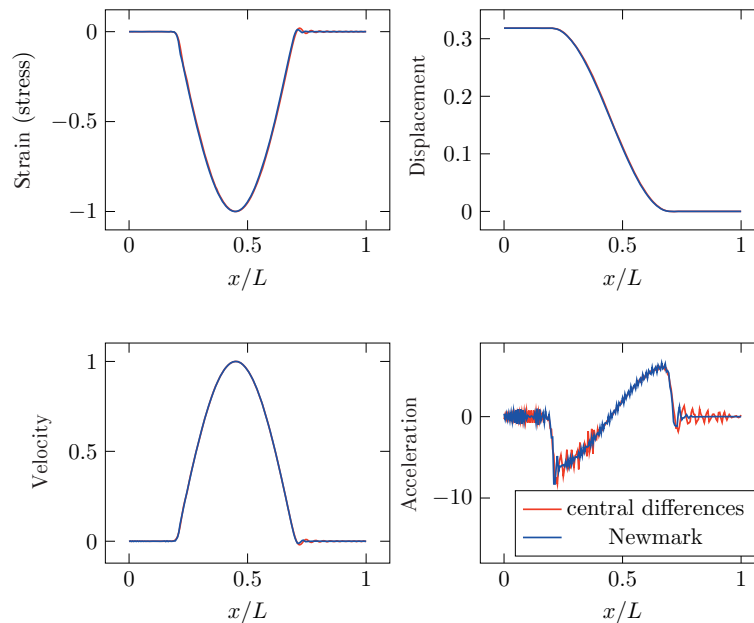 0
−0.5
−1
Strain (stress)
0 0.5 1
x/L
0.3
0.2
0.1
0
Displacement
0 0.5 1
x/L
1
0.5
0
Velocity
0 0.5 1
x/L
0
−10
Acceleration
central differences
Newmark
0 0.5 1
x/L